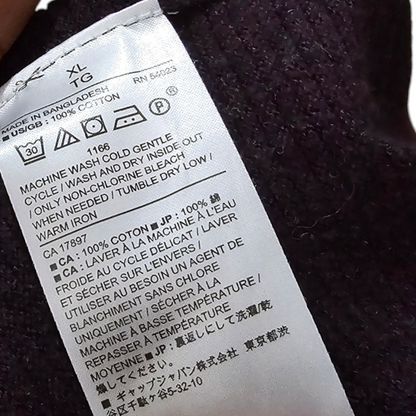 XL
TG
RN 54023
MADE IN BANGLADESH
■ US/GB : 100% COTTON
30 P
1166
MACHINE WASH COLD GENTLE
CYCLE / WASH AND DRY INSIDE OUT
/ ONLY NON-CHLORINE BLEACH
WHEN NEEDED / TUMBLE DRY LOW /
WARM IRON
CA 17897
■ CA : 100% COTON ■ JP : 100% 綿
■ CA : LAVER À LA MACHINE À L'EAU
FROIDE AU CYCLE DÉLICAT / LAVER
ET SÉCHER SUR L'ENVERS /
UTILISER AU BESOIN UN AGENT DE
BLANCHIMENT SANS CHLORE
UNIQUEMENT / SÉCHER À LA
MACHINE À BASSE TEMPÉRATURE /
REPASSER À TEMPÉRATURE
MOYENNE ■ JP : 裏返しにして洗濯/乾
燥してください。
■ ギャップジャパン株式会社 東京都渋
谷区千駄ヶ谷5-32-10